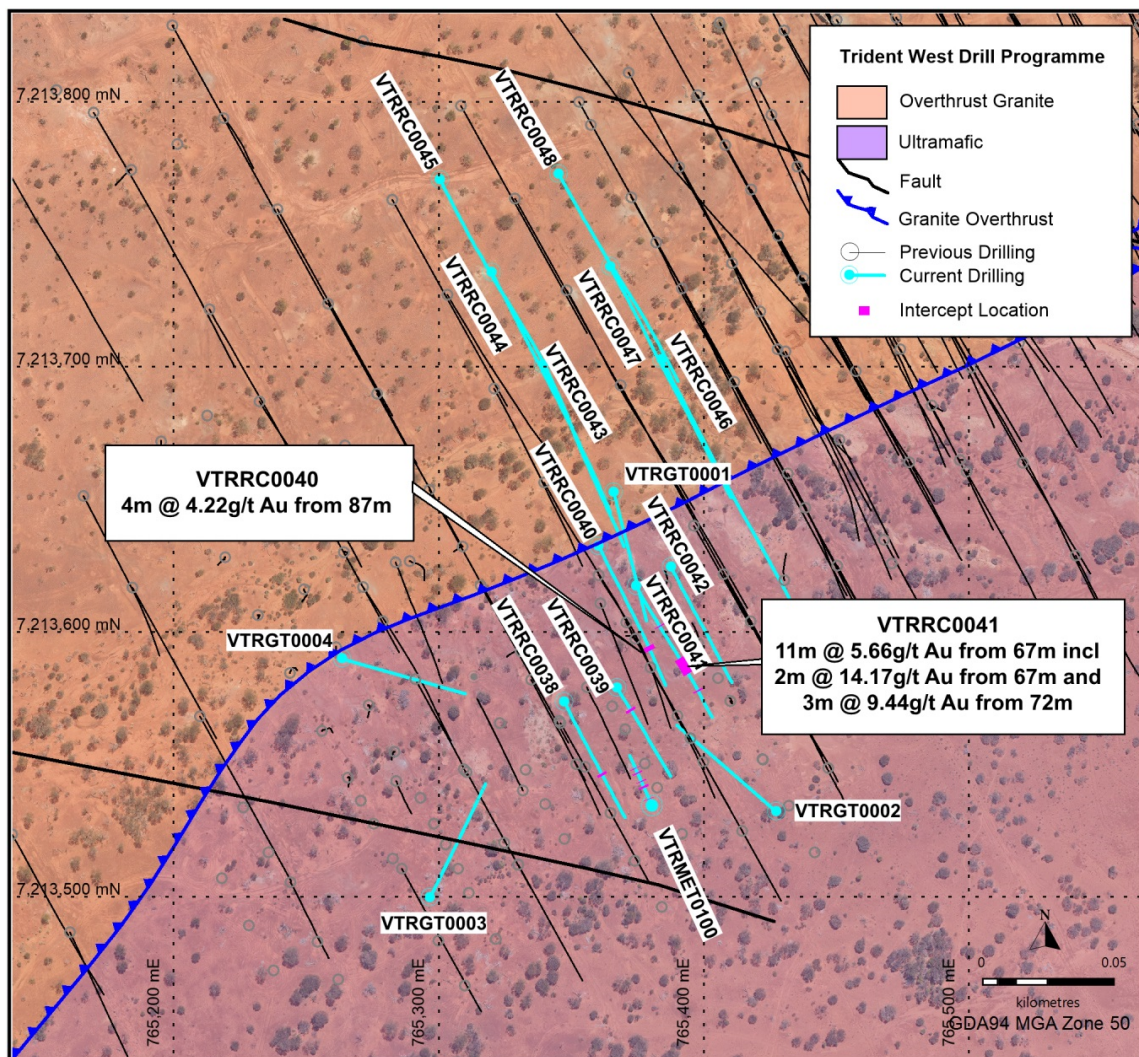 Trident West Drill Programme
Overthrust Granite
Ultramafic
Fault
Granite Overthrust
Previous Drilling
Current Drilling
Intercept Location
7,213,800 mN
VTRRC0045
VTRRC0048
VTRRC0044
VTRRC0047
7,213,700 mN
VTRRC0043
VTRRC0046
VTRRC0040
4m @ 4.22g/t Au from 87m
VTRGT0001
VTRRC0040
VTRRC0042
7,213,600 mN
VTRGT0004
VTRRC0038
VTRRC0039
VTRRC0041
VTRRC0041
11m @ 5.66g/t Au from 67m incl
2m @ 14.17g/t Au from 67m and
3m @ 9.44g/t Au from 72m
VTRGT0002
VTRMET0100
7,213,500 mN
VTRGT0003
765,200 mE
765,300 mE
765,400 mE
765,500 mE
N
0 0.05
kilometres
GDA94 MGA Zone 50